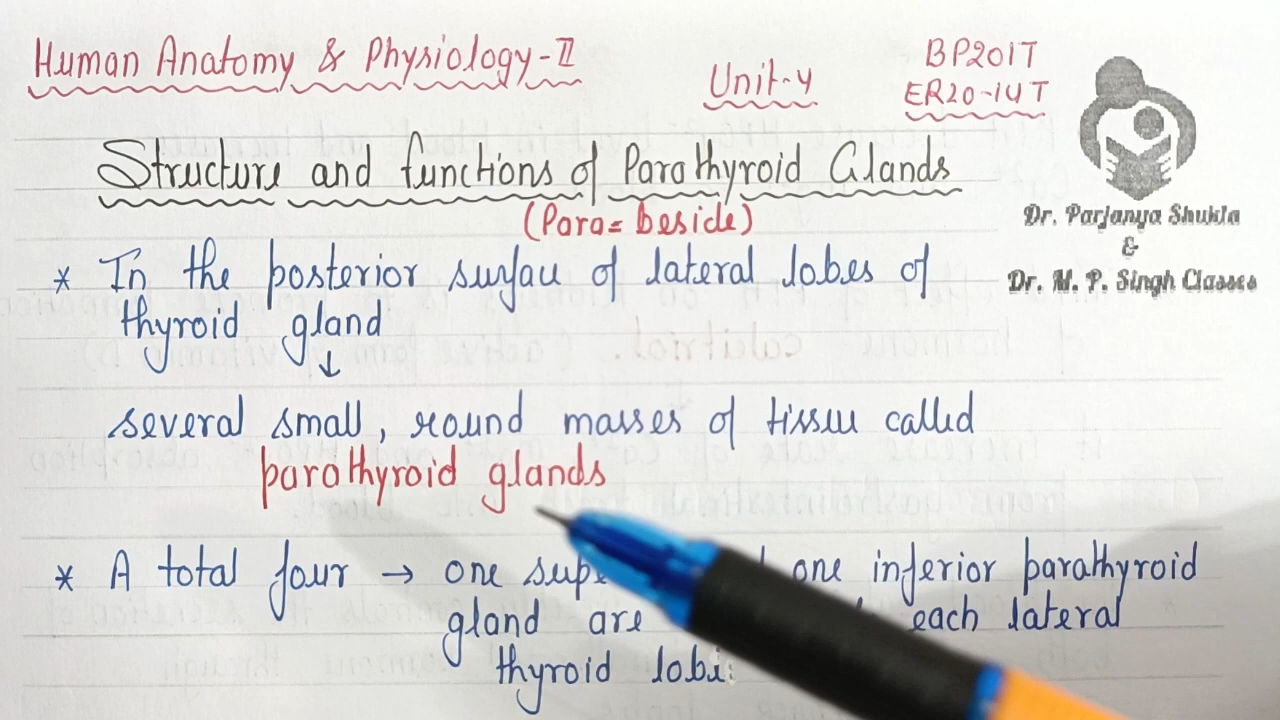 Human Anatomy & Physiology-II
Unit-4
BP201T
ER20-14T
Structure and functions of Parathyroid Glands
(Para= beside)
Dr. Parjanya Shukla
&
Dr. M. P. Singh Classes
* In the posterior surface of lateral lobes of
thyroid gland
↓
several small, round masses of tissue called
parathyroid glands
* A total four → one one inferior parathyroid
gland are each lateral
thyroid